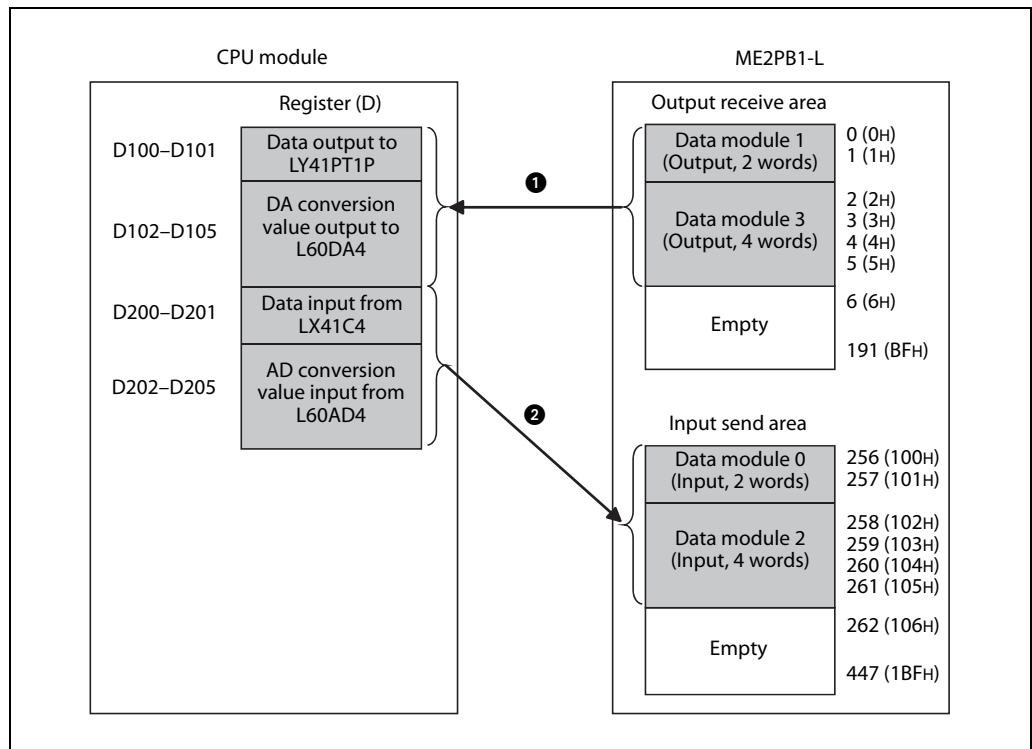 CPU module
Register (D)
D100–D101
Data output to
LY41PT1P
D102–D105
DA conversion
value output to
L60DA4
D200–D201
Data input from
LX41C4
D202–D205
AD conversion
value input from
L60AD4
❶
❷
ME2PB1-L
Output receive area
Data module 1
(Output, 2 words)
0 (0H)
1 (1H)
Data module 3
(Output, 4 words)
2 (2H)
3 (3H)
4 (4H)
5 (5H)
Empty
6 (6H)
191 (BFH)
Input send area
Data module 0
(Input, 2 words)
256 (100H)
257 (101H)
Data module 2
(Input, 4 words)
258 (102H)
259 (103H)
260 (104H)
261 (105H)
Empty
262 (106H)
447 (1BFH)